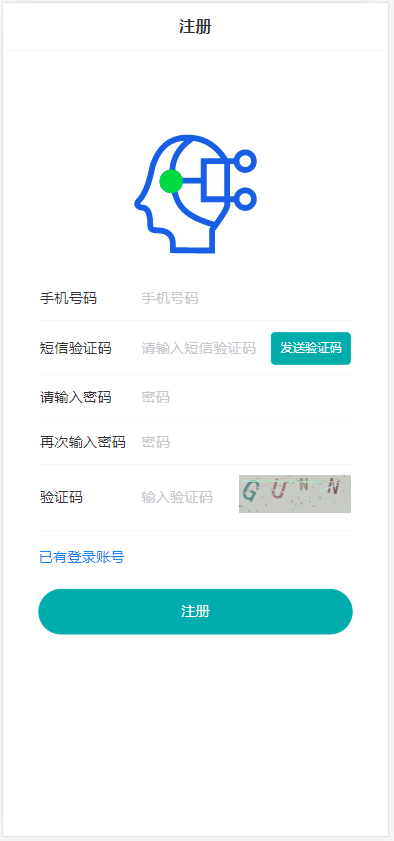 注册
手机号码 手机号码
短信验证码 请输入短信验证码 发送验证码
请输入密码 密码
再次输入密码 密码
验证码 输入验证码 GUNN
已有登录账号
注册